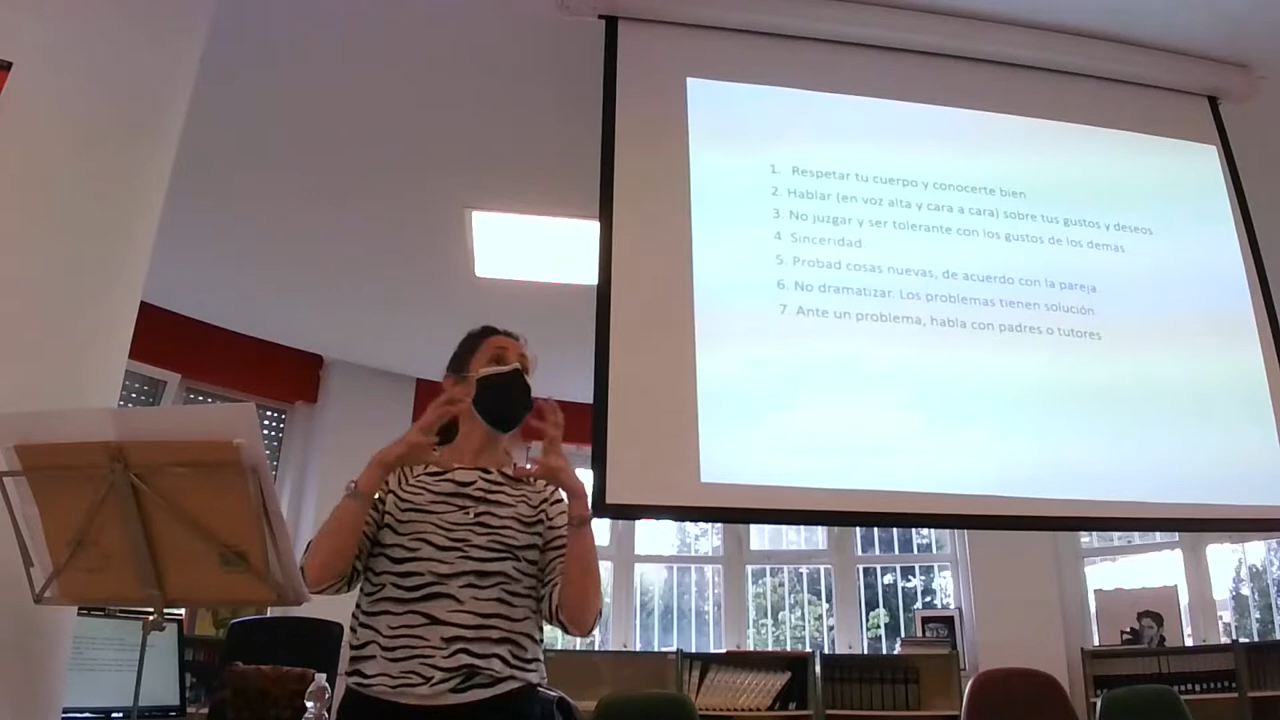 1. Respetar tu cuerpo y conocerte bien
2. Hablar (en voz alta y cara a cara) sobre tus gustos y deseos
3. No juzgar y ser tolerante con los gustos de los demás
4 Sinceridad.
5. Probad cosas nuevas, de acuerdo con la pareja
6. No dramatizar. Los problemas tienen solución
7. Ante un problema, habla con padres o tutores